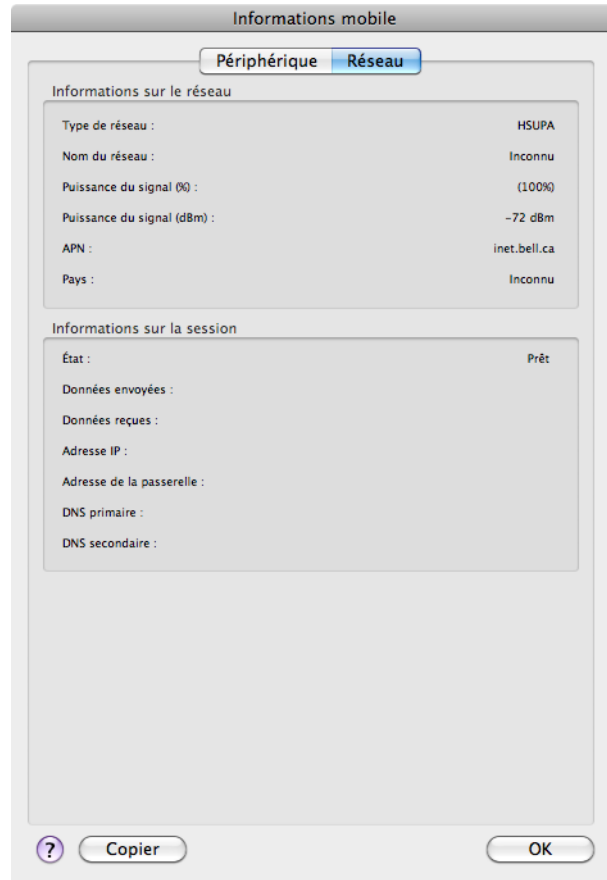 Informations mobile
Périphérique Réseau
Informations sur le réseau
Type de réseau : HSUPA
Nom du réseau : Inconnu
Puissance du signal (%) : (100%)
Puissance du signal (dBm) : -72 dBm
APN : inet.bell.ca
Pays : Inconnu
Informations sur la session
État : Prêt
Données envoyées :
Données reçues :
Adresse IP :
Adresse de la passerelle :
DNS primaire :
DNS secondaire :
? Copier OK